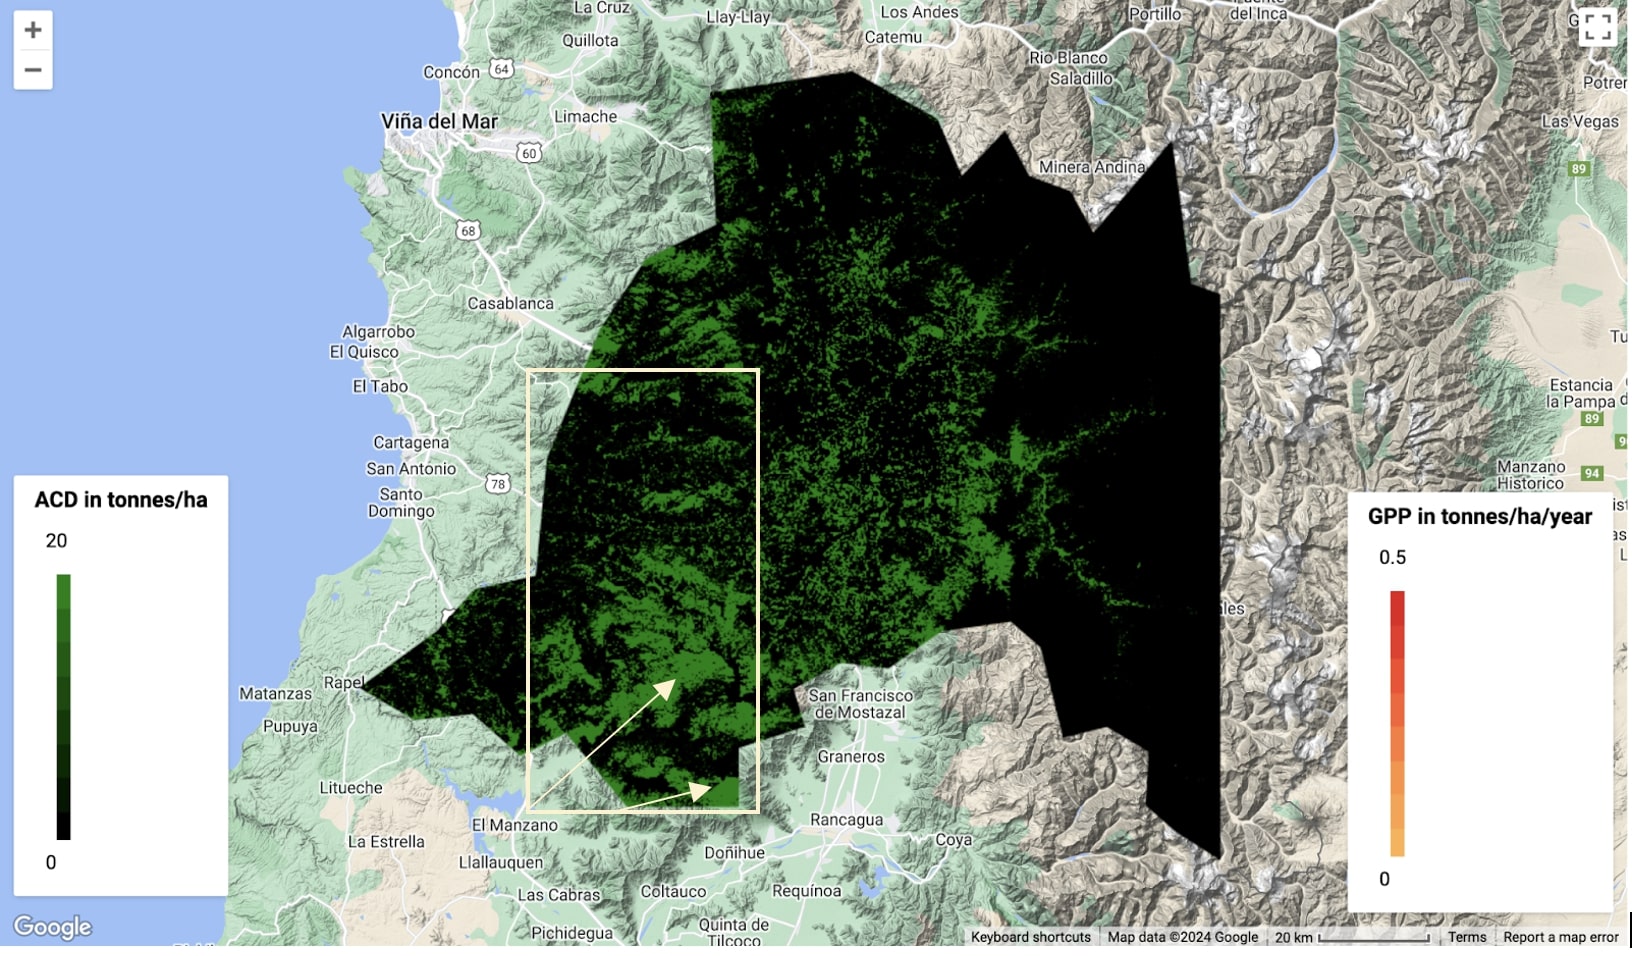 La Cruz
Llay-Llay
Los Andes
Portillo
del Inca
Quillota
Catemu
Concón
64
Rio Blanco
Saladillo
Limache
Viña del Mar
60
Las Vegas
Minera Andina
89
68
Casablanca
Algarrobo
El Quisco
El Tabo
Estancia
la Pampa
89
Cartagena
San Antonio
78
Santo
Domingo
94
Manzano
Historico
ACD in tonnes/ha
20
0
GPP in tonnes/ha/year
0.5
0
Matanzas
Rapel
Pupuya
San Francisco
de Mostazal
Graneros
Litueche
El Manzano
Rancagua
La Estrella
Llallauquen
Doñihue
Coya
Las Cabras
Coltauco
Requínoa
Quinta de
Tilcoco
Pichidegua
Google
Keyboard shortcuts
Map data ©2024 Google
20 km
Terms
Report a map error